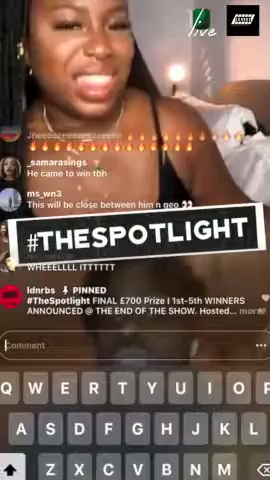 live
_samarasings
He came to win tbh
ms_wn3
This will be close between him n geo 👀
#THESPOTLIGHT
WHEEELLLL ITTTTTT
ldnrbs 📌 PINNED
#TheSpotlight FINAL £700 Prize I 1st-5th WINNERS
ANNOUNCED @ THE END OF THE SHOW. Hosted... more
Comment
Q W E R T Y U I O P
A S D F G H J K L
Z X C V B N M